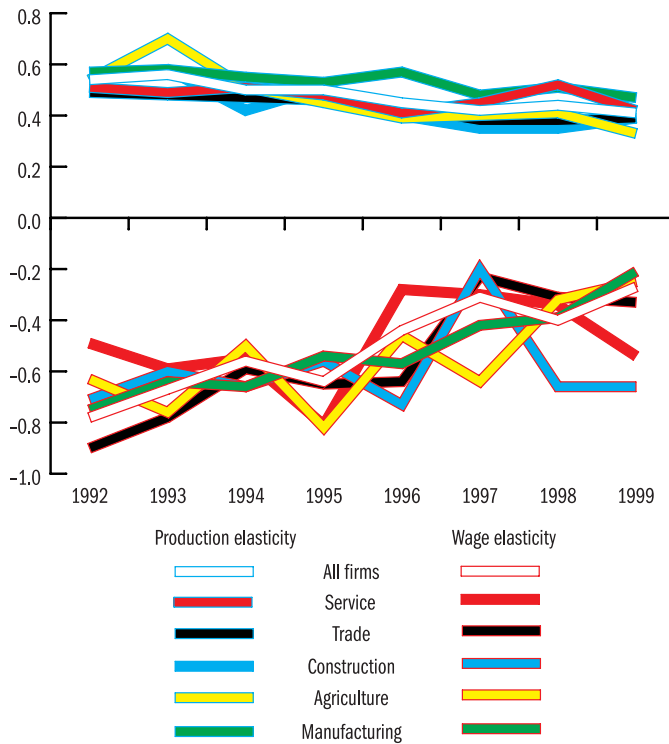 0.8
0.6
0.4
0.2
0.0
−0.2
−0.4
−0.6
−0.8
−1.0
1992 1993 1994 1995 1996 1997 1998 1999
Production elasticity Wage elasticity
All firms
Service
Trade
Construction
Agriculture
Manufacturing